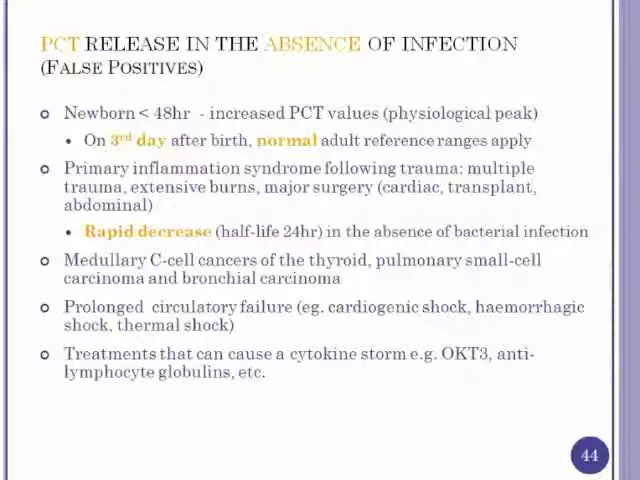 PCT RELEASE IN THE ABSENCE OF INFECTION
(FALSE POSITIVES)
Newborn < 48hr - increased PCT values (physiological peak)
• On 3rd day after birth, normal adult reference ranges apply
Primary inflammation syndrome following trauma: multiple
trauma, extensive burns, major surgery (cardiac, transplant,
abdominal)
• Rapid decrease (half-life 24hr) in the absence of bacterial infection
Medullary C-cell cancers of the thyroid, pulmonary small-cell
carcinoma and bronchial carcinoma
Prolonged circulatory failure (eg. cardiogenic shock, haemorrhagic
shock, thermal shock)
Treatments that can cause a cytokine storm e.g. OKT3, anti-
lymphocyte globulins, etc.
44